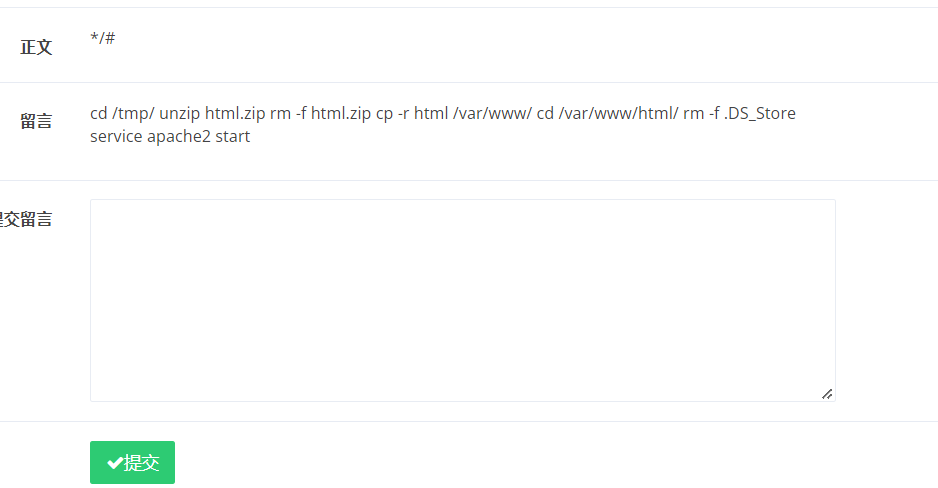 正文
*/#
留言
cd /tmp/ unzip html.zip rm -f html.zip cp -r html /var/www/ cd /var/www/html/ rm -f .DS_Store
service apache2 start
交留言
提交